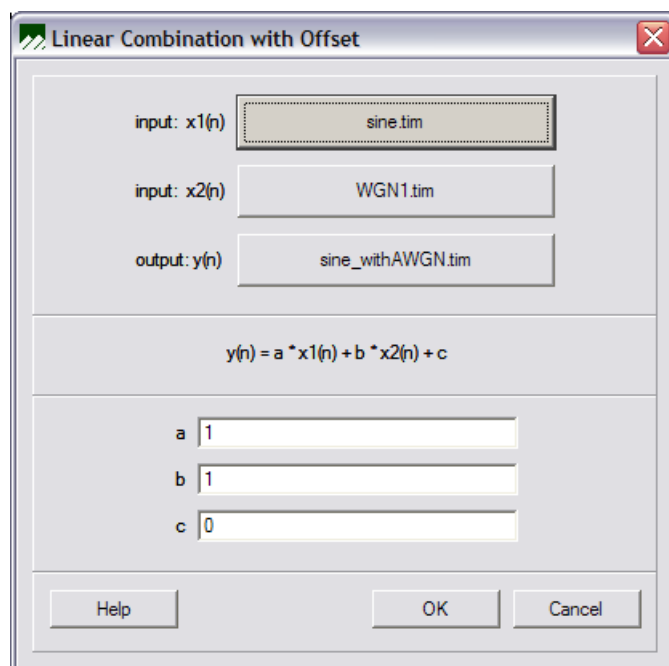 Linear Combination with Offset
input: x1(n) sine.tim
input: x2(n) WGN1.tim
output: y(n) sine_withAWGN.tim
y(n) = a * x1(n) + b * x2(n) + c
a 1
b 1
c 0
Help OK Cancel